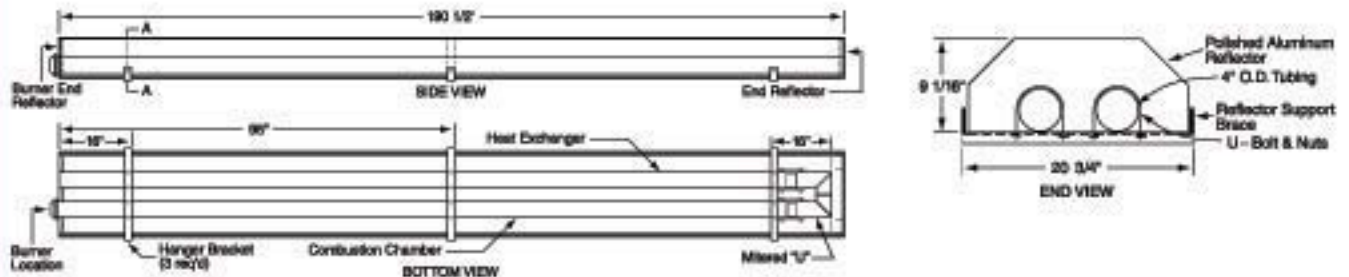 190 1/2"
A
A
Burner End
Reflector
SIDE VIEW
End Reflector
16"
16"
Heat Exchanger
Burner
Location
Hanger Bracket
(3 req'd)
Combustion Chamber
BOTTOM VIEW
Mitered "U"
9 1/16"
Polished Aluminum
Reflector
4" O.D. Tubing
Reflector Support
Brace
U - Bolt & Nuts
20 3/4"
END VIEW